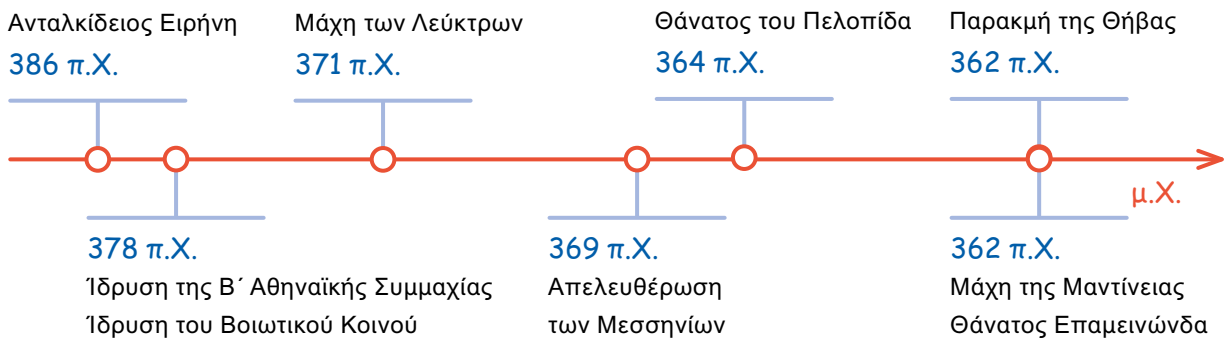 Ανταλκίδειος Ειρήνη
386 π.Χ.
Μάχη των Λεύκτρων
371 π.Χ.
Θάνατος του Πελοπίδα
364 π.Χ.
Παρακμή της Θήβας
362 π.Χ.
μ.Χ.
378 π.Χ.
Ίδρυση της Β΄ Αθηναϊκής Συμμαχίας
Ίδρυση του Βοιωτικού Κοινού
369 π.Χ.
Απελευθέρωση
των Μεσσηνίων
362 π.Χ.
Μάχη της Μαντίνειας
Θάνατος Επαμεινώνδα